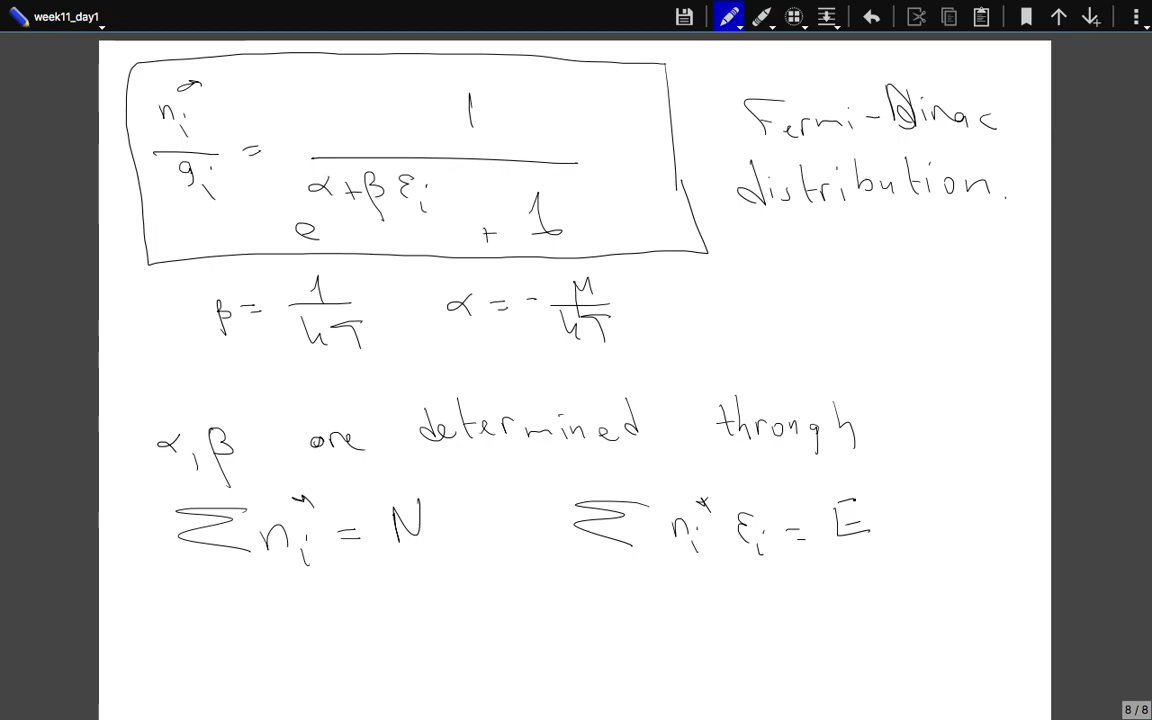 week11_day1
n_i^* / g_i = 1 / (e^{α+βε_i} + 1)
Fermi-Dirac
distribution.
β = 1/kT   α = - μ/kT
α, β are determined through
Σ n_i^* = N   Σ n_i^* ε_i = E
8 / 8